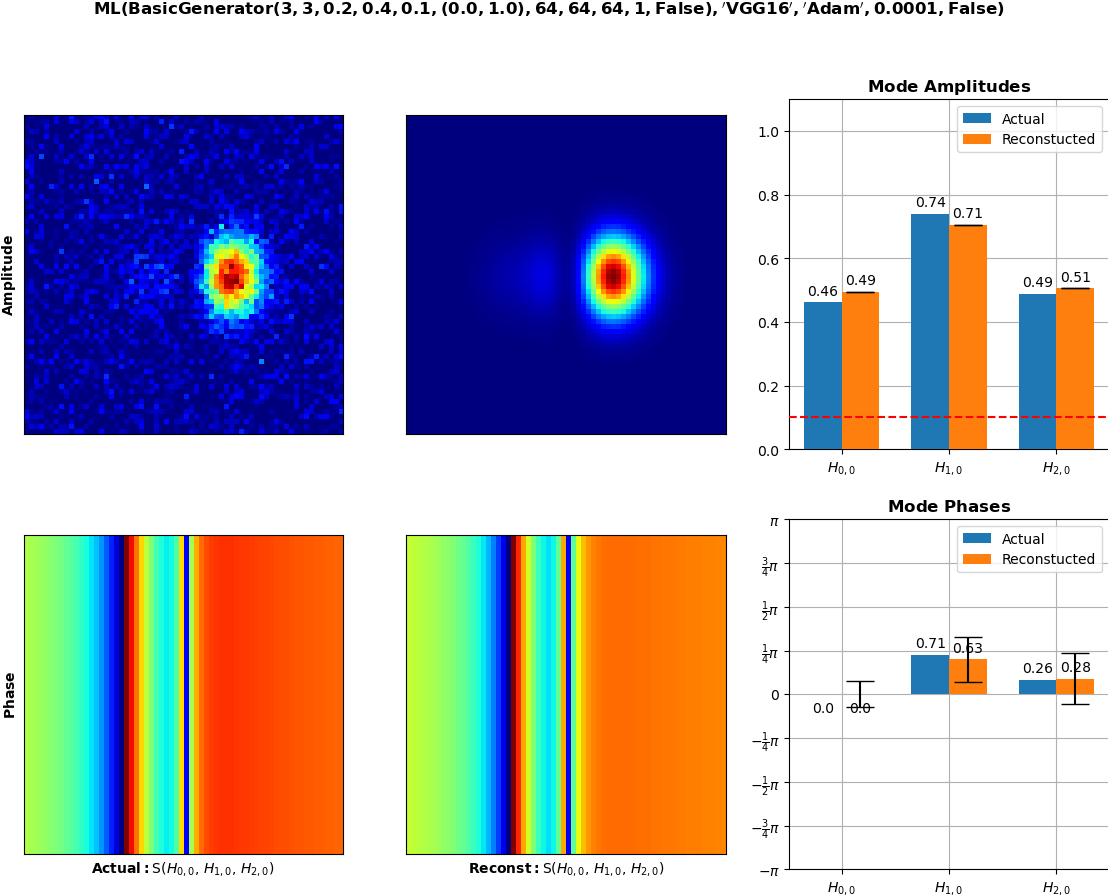 ML(BasicGenerator(3, 3, 0.2, 0.4, 0.1, (0.0, 1.0), 64, 64, 64, 1, False), ′VGG16′, ′Adam′, 0.0001, False)
Amplitude
Mode Amplitudes
Actual
Reconstucted
1.0
0.8
0.6
0.4
0.2
0.0
0.46
0.49
0.74
0.71
0.49
0.51
H0,0
H1,0
H2,0
Phase
Actual: S(H0,0, H1,0, H2,0)
Reconst: S(H0,0, H1,0, H2,0)
Mode Phases
Actual
Reconstucted
π
3/4π
1/2π
1/4π
0
−1/4π
−1/2π
−3/4π
−π
0.0
0.0
0.71
0.63
0.26
0.28
H0,0
H1,0
H2,0